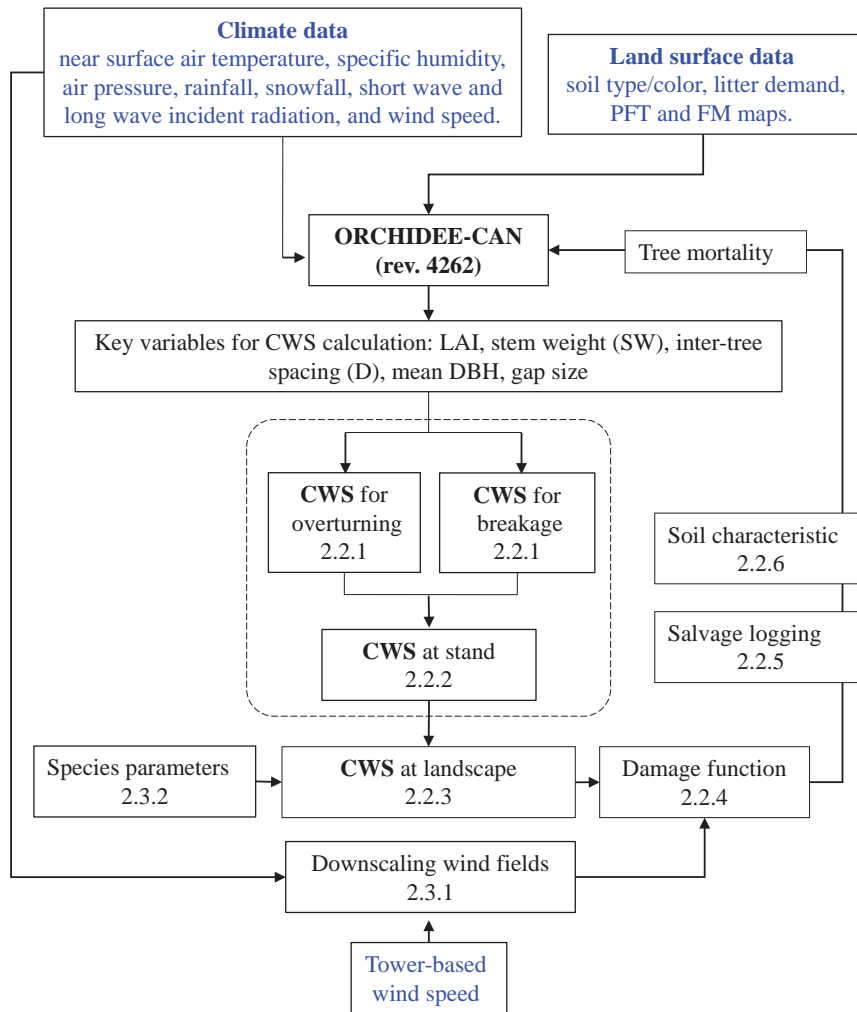 Climate data
near surface air temperature, specific humidity,
air pressure, rainfall, snowfall, short wave and
long wave incident radiation, and wind speed.
Land surface data
soil type/color, litter demand,
PFT and FM maps.
ORCHIDEE-CAN
(rev. 4262)
Tree mortality
Key variables for CWS calculation: LAI, stem weight (SW), inter-tree
spacing (D), mean DBH, gap size
CWS for
overturning
2.2.1
CWS for
breakage
2.2.1
Soil characteristic
2.2.6
Salvage logging
2.2.5
CWS at stand
2.2.2
Species parameters
2.3.2
CWS at landscape
2.2.3
Damage function
2.2.4
Downscaling wind fields
2.3.1
Tower-based
wind speed